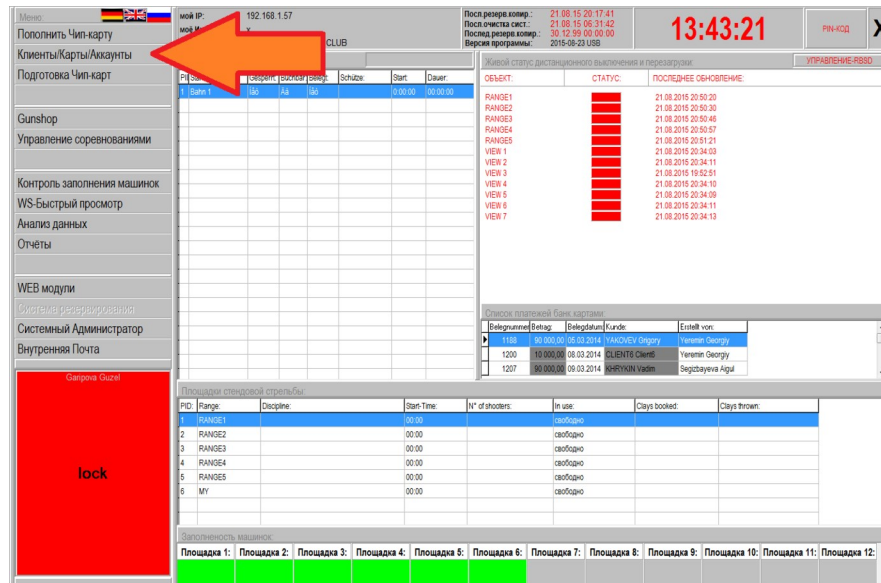 Меню:
Пополнить Чип-карту
Клиенты/Карты/Аккаунты
Подготовка Чип-карт
Gunshop
Управление соревнованиями
Контроль заполнения машинок
WS-Быстрый просмотр
Анализ данных
Отчёты
WEB модули
Система резервирования
Системный Администратор
Внутренняя Почта
Garipova Guzel
lock
мой IP: 192.168.1.57
CLUB
Посл.резерв.копир.: 21.08.15 20:17:41
Посл.очистка сист.: 21.08.15 06:31:42
Послед.резерв.копир.: 30.12.99 00:00:00
Версия программы: 2015-08-23 USB
13:43:21
PIN-КОД
X
Gesperrt: Buchbar: Belegt: Schütze: Start: Dauer:
1 Bahn 1 Íåò Äà Íåò 0:00:00 00:00:00
Живой статус дистанционного выключения и перезагрузки:
УПРАВЛЕНИЕ-RBSD
ОБЪЕКТ: СТАТУС: ПОСЛЕДНЕЕ ОБНОВЛЕНИЕ:
RANGE1 21.08.2015 20:50:20
RANGE2 21.08.2015 20:50:30
RANGE3 21.08.2015 20:50:46
RANGE4 21.08.2015 20:50:57
RANGE5 21.08.2015 20:51:21
VIEW 1 21.08.2015 20:34:03
VIEW 2 21.08.2015 20:34:11
VIEW 3 21.08.2015 19:52:51
VIEW 4 21.08.2015 20:34:10
VIEW 5 21.08.2015 20:34:09
VIEW 6 21.08.2015 20:34:11
VIEW 7 21.08.2015 20:34:13
Список платежей банк.картами:
Belegnummer Betrag: Belegdatum: Kunde: Erstellt von:
1188 90 000,00 05.03.2014 YAKOVEV Grigory Yeremin Georgiy
1200 10 000,00 08.03.2014 CLIENT6 Client6 Yeremin Georgiy
1207 90 000,00 09.03.2014 KHRYKIN Vadim Segizbayeva Aigul
Площадки стендовой стрельбы:
PID: Range: Discipline: Start-Time: N° of shooters: In use: Clays booked: Clays thrown:
1 RANGE1 00:00 свободно
2 RANGE2 00:00 свободно
3 RANGE3 00:00 свободно
4 RANGE4 00:00 свободно
5 RANGE5 00:00 свободно
6 MY 00:00 свободно
Заполненость машинок:
Площадка 1: Площадка 2: Площадка 3: Площадка 4: Площадка 5: Площадка 6: Площадка 7: Площадка 8: Площадка 9: Площадка 10: Площадка 11: Площадка 12: